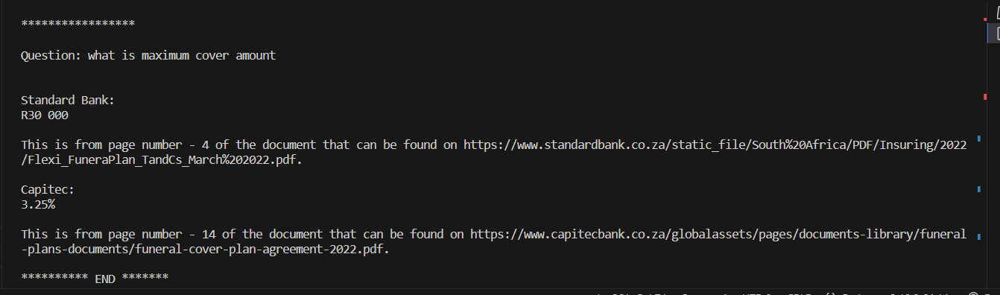 *****************
Question: what is maximum cover amount
Standard Bank:
R30 000
This is from page number - 4 of the document that can be found on https://www.standardbank.co.za/static_file/South%20Africa/PDF/Insuring/2022
/Flexi_FuneraPlan_TandCs_March%202022.pdf.
Capitec:
3.25%
This is from page number - 14 of the document that can be found on https://www.capitecbank.co.za/globalassets/pages/documents-library/funeral
-plans-documents/funeral-cover-plan-agreement-2022.pdf.
********** END *******